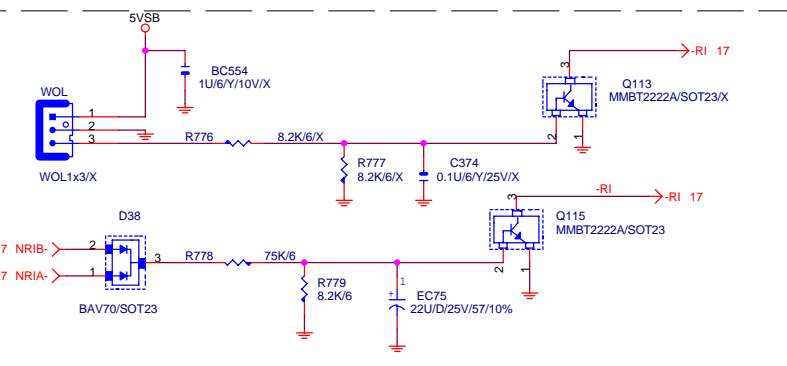 5VSB
BC554
1U/6/Y/10V/X
WOL
1
2
3
WOL1x3/X
R776
8.2K/6/X
R777
8.2K/6/X
C374
0.1U/6/Y/25V/X
3
2
1
Q113
MMBT2222A/SOT23/X
-RI 17
D38
7 NRIB-
2
7 NRIA-
1
3
BAV70/SOT23
R778
75K/6
R779
8.2K/6
1
+
EC75
22U/D/25V/57/10%
3
2
1
Q115
MMBT2222A/SOT23
-RI
-RI 17